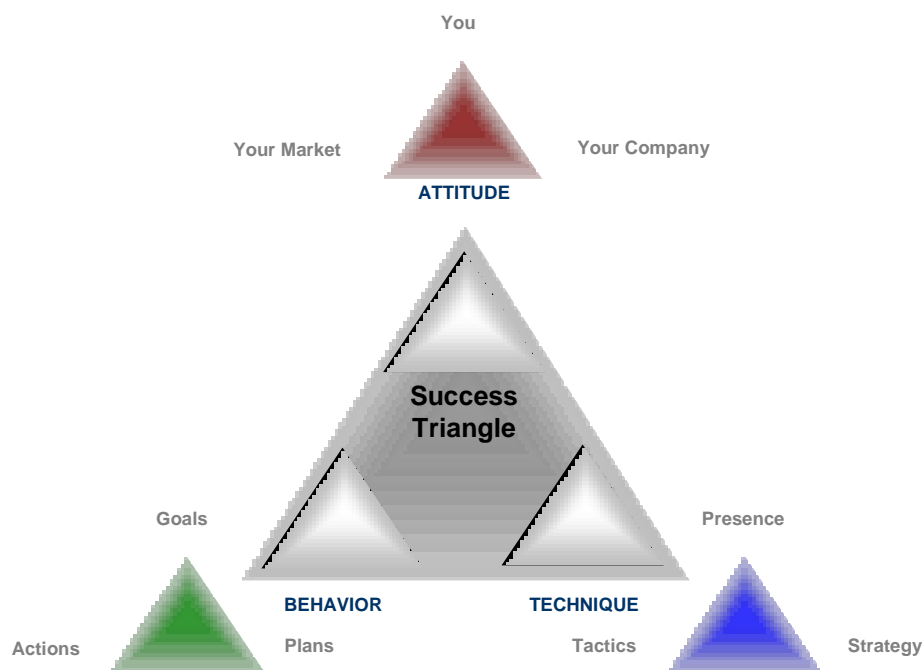 You
Your Market
Your Company
ATTITUDE
Success
Triangle
Goals
Presence
BEHAVIOR
TECHNIQUE
Actions
Plans
Tactics
Strategy